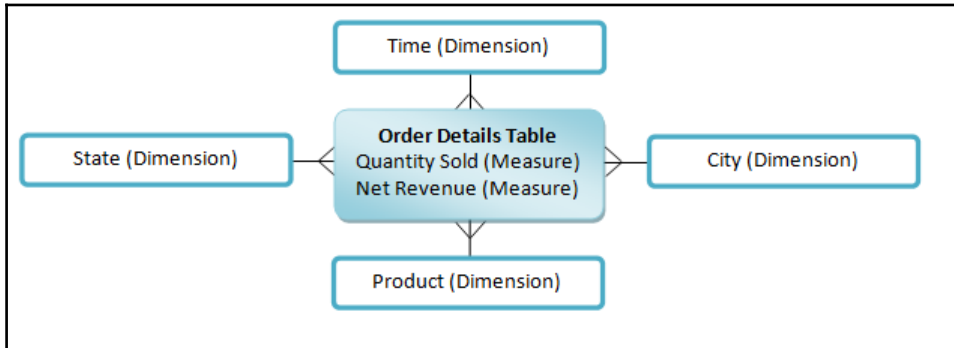 Time (Dimension)
Order Details Table
State (Dimension)
Quantity Sold (Measure)
City (Dimension)
Net Revenue (Measure)
Product (Dimension)